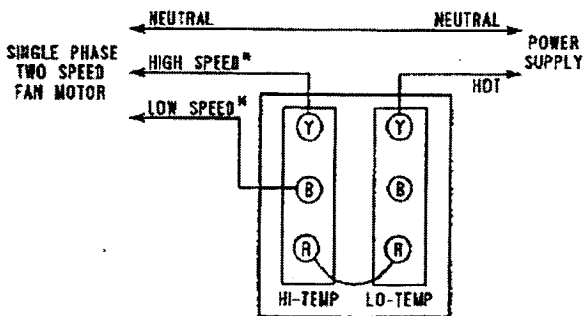 NEUTRAL NEUTRAL
SINGLE PHASE
TWO SPEED
FAN MOTOR
HIGH SPEED*
POWER
SUPPLY
HOT
LOW SPEED*
Y Y
B B
R R
HI-TEMP LO-TEMP